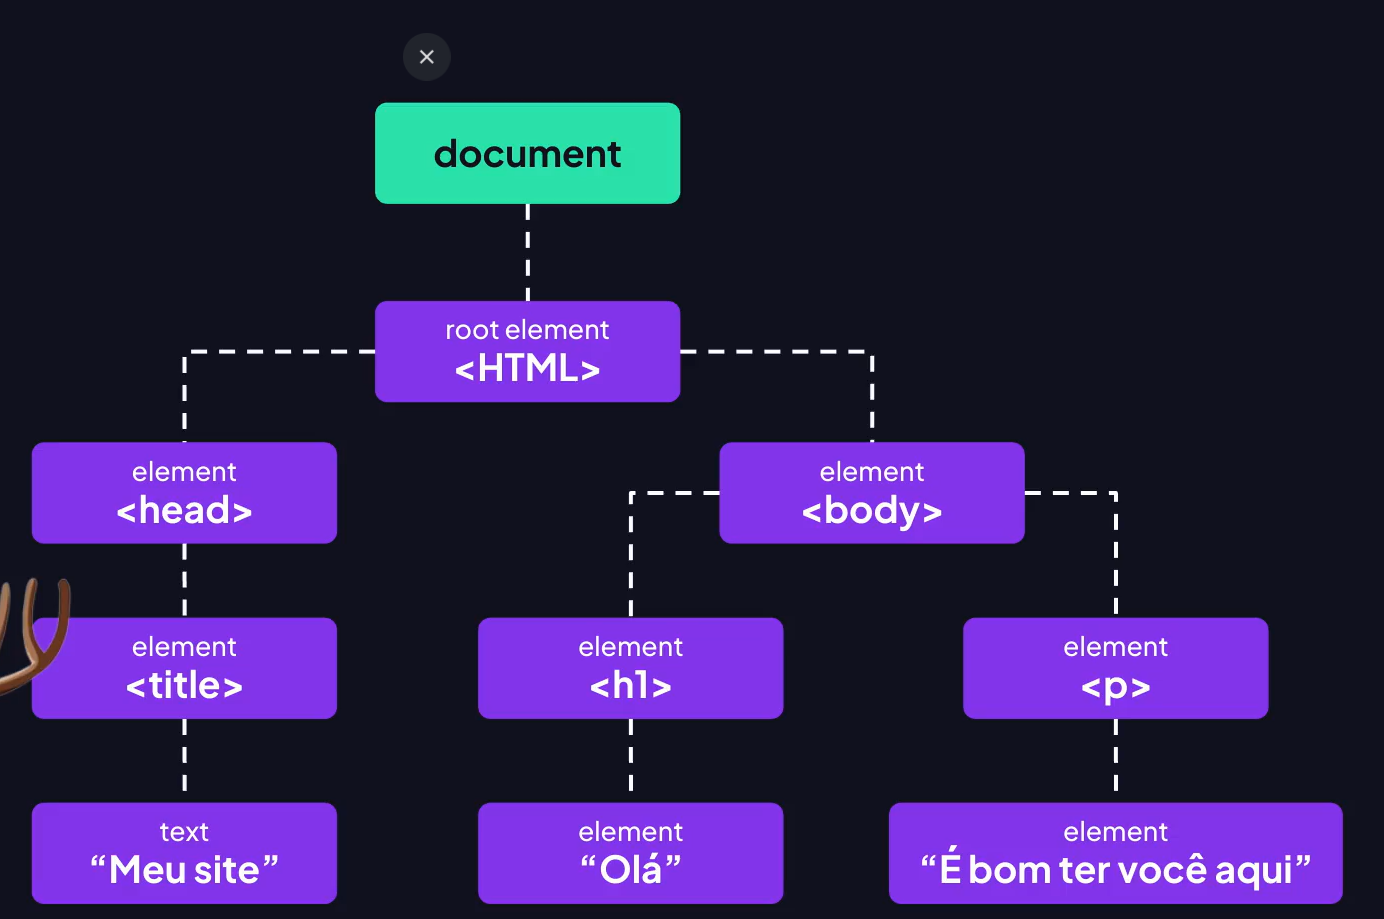 document
root element
<HTML>
element
<head>
element
<body>
element
<title>
element
<h1>
element
<p>
text
“Meu site”
element
“Olá”
element
“É bom ter você aqui”